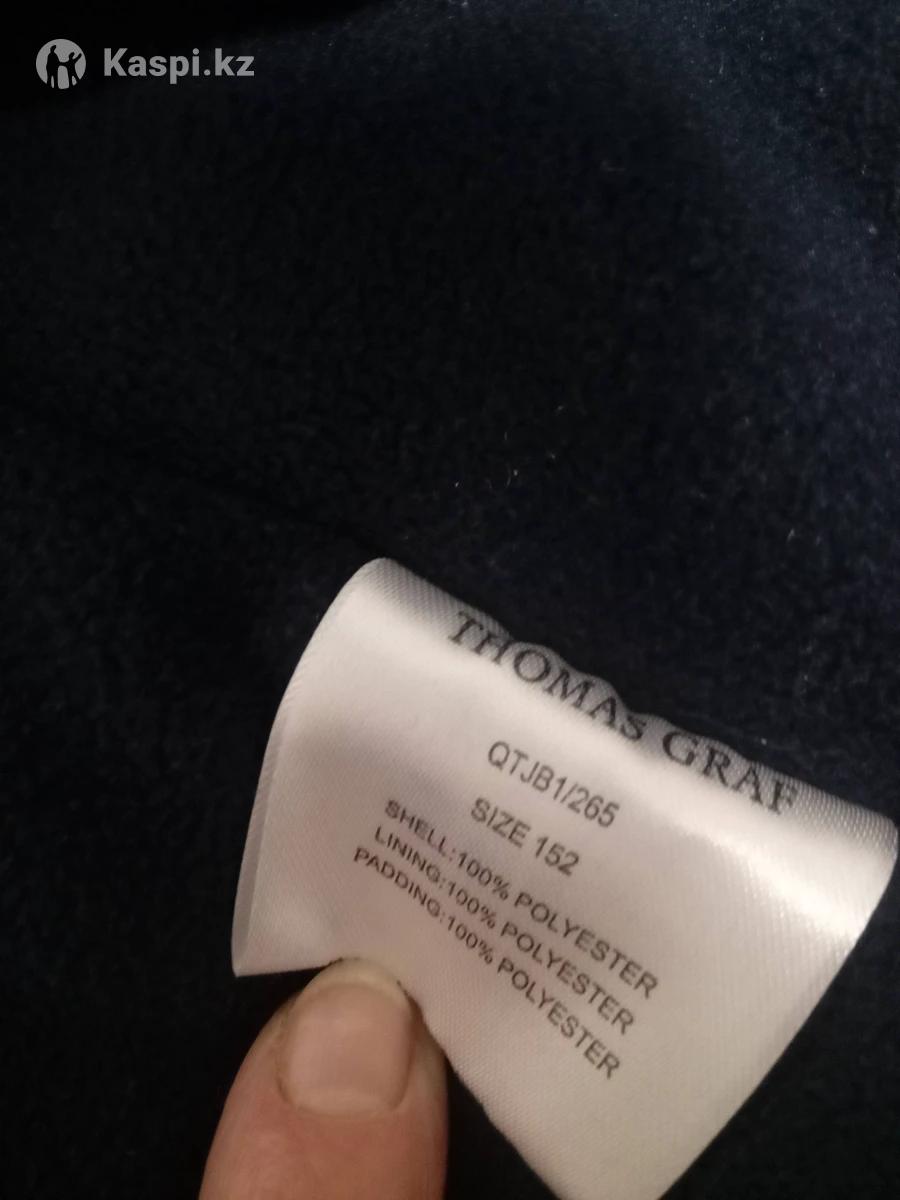 Kaspi.kz
THOMAS GRAF
QTJB1/265
SIZE 152
SHELL:100% POLYESTER
LINING:100% POLYESTER
PADDING:100% POLYESTER